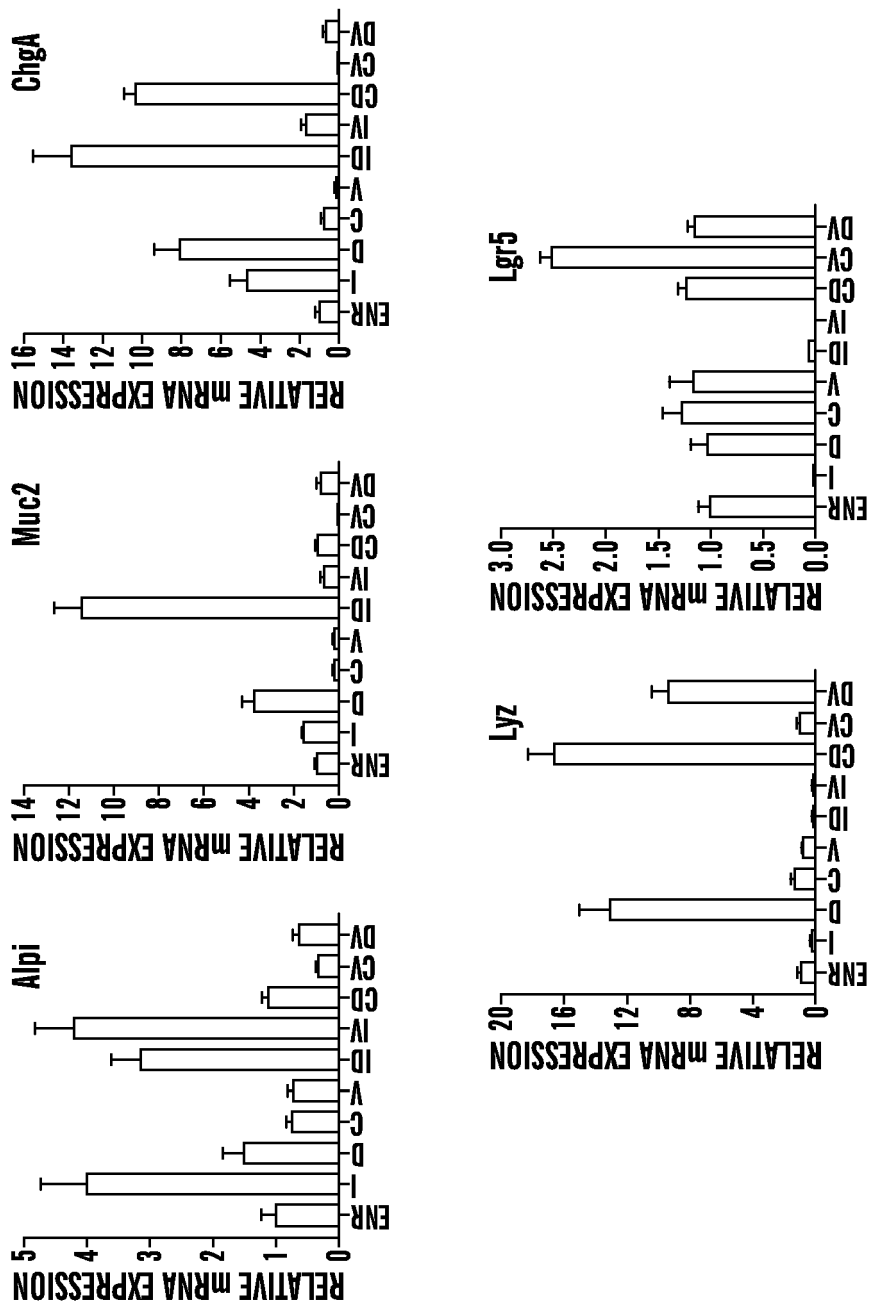 Alpi
RELATIVE mRNA EXPRESSION
5
4
3
2
1
0
ENR
I
D
C
V
ID
IV
CD
CV
DV
Muc2
RELATIVE mRNA EXPRESSION
14
12
10
8
6
4
2
0
ENR
I
D
C
V
ID
IV
CD
CV
DV
ChgA
RELATIVE mRNA EXPRESSION
16
14
12
10
8
6
4
2
0
ENR
I
D
C
V
ID
IV
CD
CV
DV
Lyz
RELATIVE mRNA EXPRESSION
20
16
12
8
4
0
ENR
I
D
C
V
ID
IV
CD
CV
DV
Lgr5
RELATIVE mRNA EXPRESSION
3.0
2.5
2.0
1.5
1.0
0.5
0.0
ENR
I
D
C
V
ID
IV
CD
CV
DV